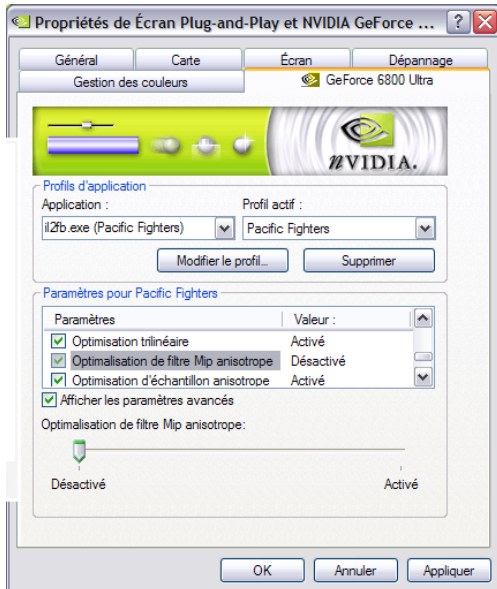 Propriétés de Écran Plug-and-Play et NVIDIA GeForce ...
Général Carte Écran Dépannage
Gestion des couleurs GeForce 6800 Ultra
nVIDIA.
Profils d'application
Application : Profil actif :
il2fb.exe (Pacific Fighters) Pacific Fighters
Modifier le profil... Supprimer
Paramètres pour Pacific Fighters
Paramètres Valeur :
Optimisation trilinéaire Activé
Optimalisation de filtre Mip anisotrope Désactivé
Optimisation d'échantillon anisotrope Activé
Afficher les paramètres avancés
Optimalisation de filtre Mip anisotrope:
Désactivé Activé
OK Annuler Appliquer